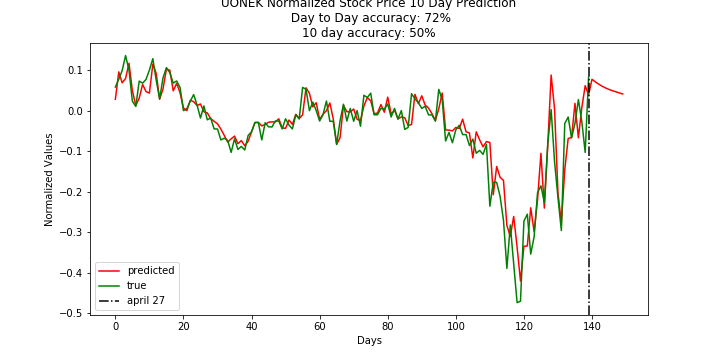 UONEK Normalized Stock Price 10 Day Prediction
Day to Day accuracy: 72%
10 day accuracy: 50%
Normalized Values
0.1
0.0
−0.1
−0.2
−0.3
−0.4
−0.5
predicted
true
april 27
0 20 40 60 80 100 120 140
Days